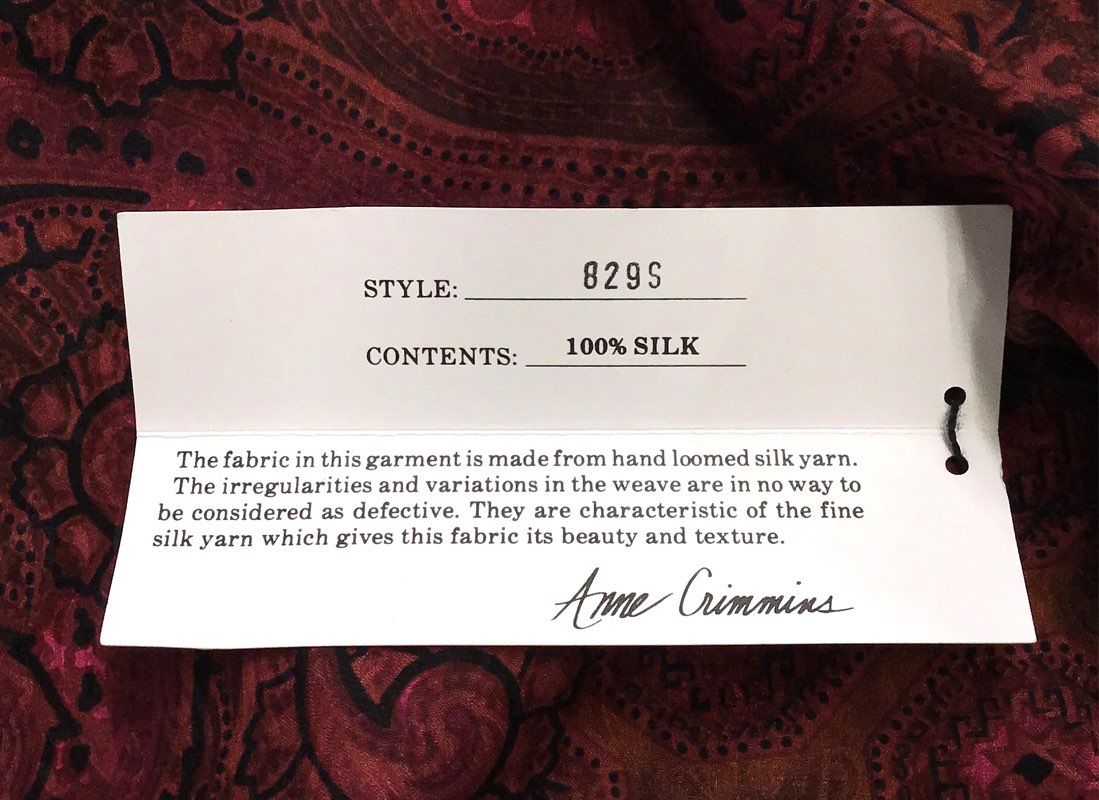 STYLE: 829S
CONTENTS: 100% SILK
The fabric in this garment is made from hand loomed silk yarn.
The irregularities and variations in the weave are in no way to
be considered as defective. They are characteristic of the fine
silk yarn which gives this fabric its beauty and texture.
Anne Crimmins